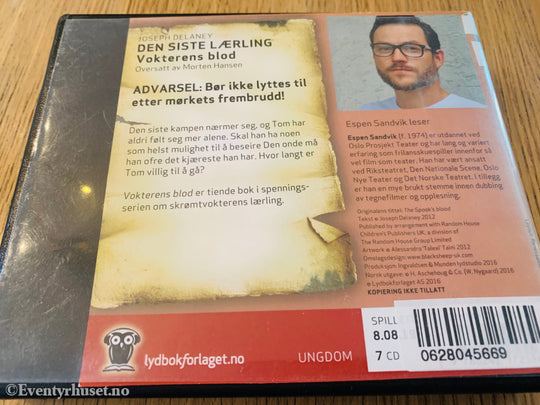 JOSEPH DELANEY
DEN SISTE LÆRLING
Vokterens blod
Oversatt av Morten Hansen
ADVARSEL: Bør ikke lyttes til
etter mørkets frembrudd!
Den siste kampen nærmer seg, og Tom har
aldri følt seg mer alene. Skal han ha noen
som helst mulighet til å beseire Den onde må
han ofre det kjæreste han har. Hvor langt er
Tom villig til å gå?
Vokterens blod er tiende bok i spennings-
serien om skrømtvokterens lærling.
Espen Sandvik leser
Espen Sandvik (f. 1974) er utdannet ved
Oslo Prosjekt Teater og har lang og variert
erfaring som frilansskuespiller innenfor så
vel film som teater. Han har vært ansatt
ved Riksteatret, Den Nationale Scene, Oslo
Nye Teater og Det Norske Teatret. I tillegg
er han en mye brukt stemme innen dubbing
av tegnefilmer og opplesning.
Originalens tittel: The Spook's blood
Tekst © Joseph Delaney 2012
Published by arrangement with Random House
Children's Publishers UK, a division of
The Random House Group Limited
Artwork © Alessandro "Talexi" Taini 2012
Omslagsdesign: www.blacksheep-uk.com
Produksjon: Ingvaldsen & Munden lydstudio 2016
Norsk utgave: © H. Aschehoug & Co. (W. Nygaard) 2016
© Lydbokforlaget AS 2016
KOPIERING IKKE TILLATT
lydbokforlaget.no
UNGDOM
SPILL
8.08
7 CD
0628045669
© Eventyrhuset.no